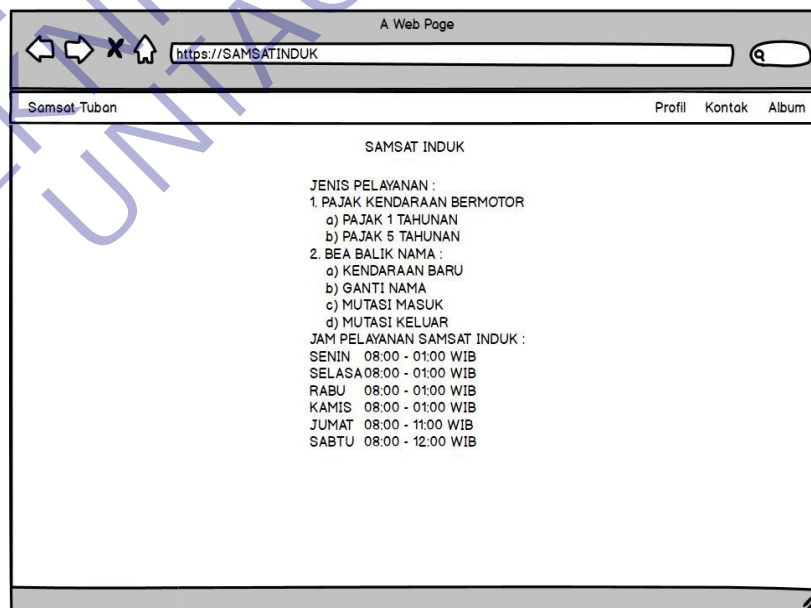 A Web Page
https://SAMSATINDUK
Samsat Tuban Profil Kontak Album
SAMSAT INDUK
JENIS PELAYANAN :
1. PAJAK KENDARAAN BERMOTOR
a) PAJAK 1 TAHUNAN
b) PAJAK 5 TAHUNAN
2. BEA BALIK NAMA :
a) KENDARAAN BARU
b) GANTI NAMA
c) MUTASI MASUK
d) MUTASI KELUAR
JAM PELAYANAN SAMSAT INDUK :
SENIN 08:00 - 01:00 WIB
SELASA 08:00 - 01:00 WIB
RABU 08:00 - 01:00 WIB
KAMIS 08:00 - 01:00 WIB
JUMAT 08:00 - 11:00 WIB
SABTU 08:00 - 12:00 WIB
UNTAG